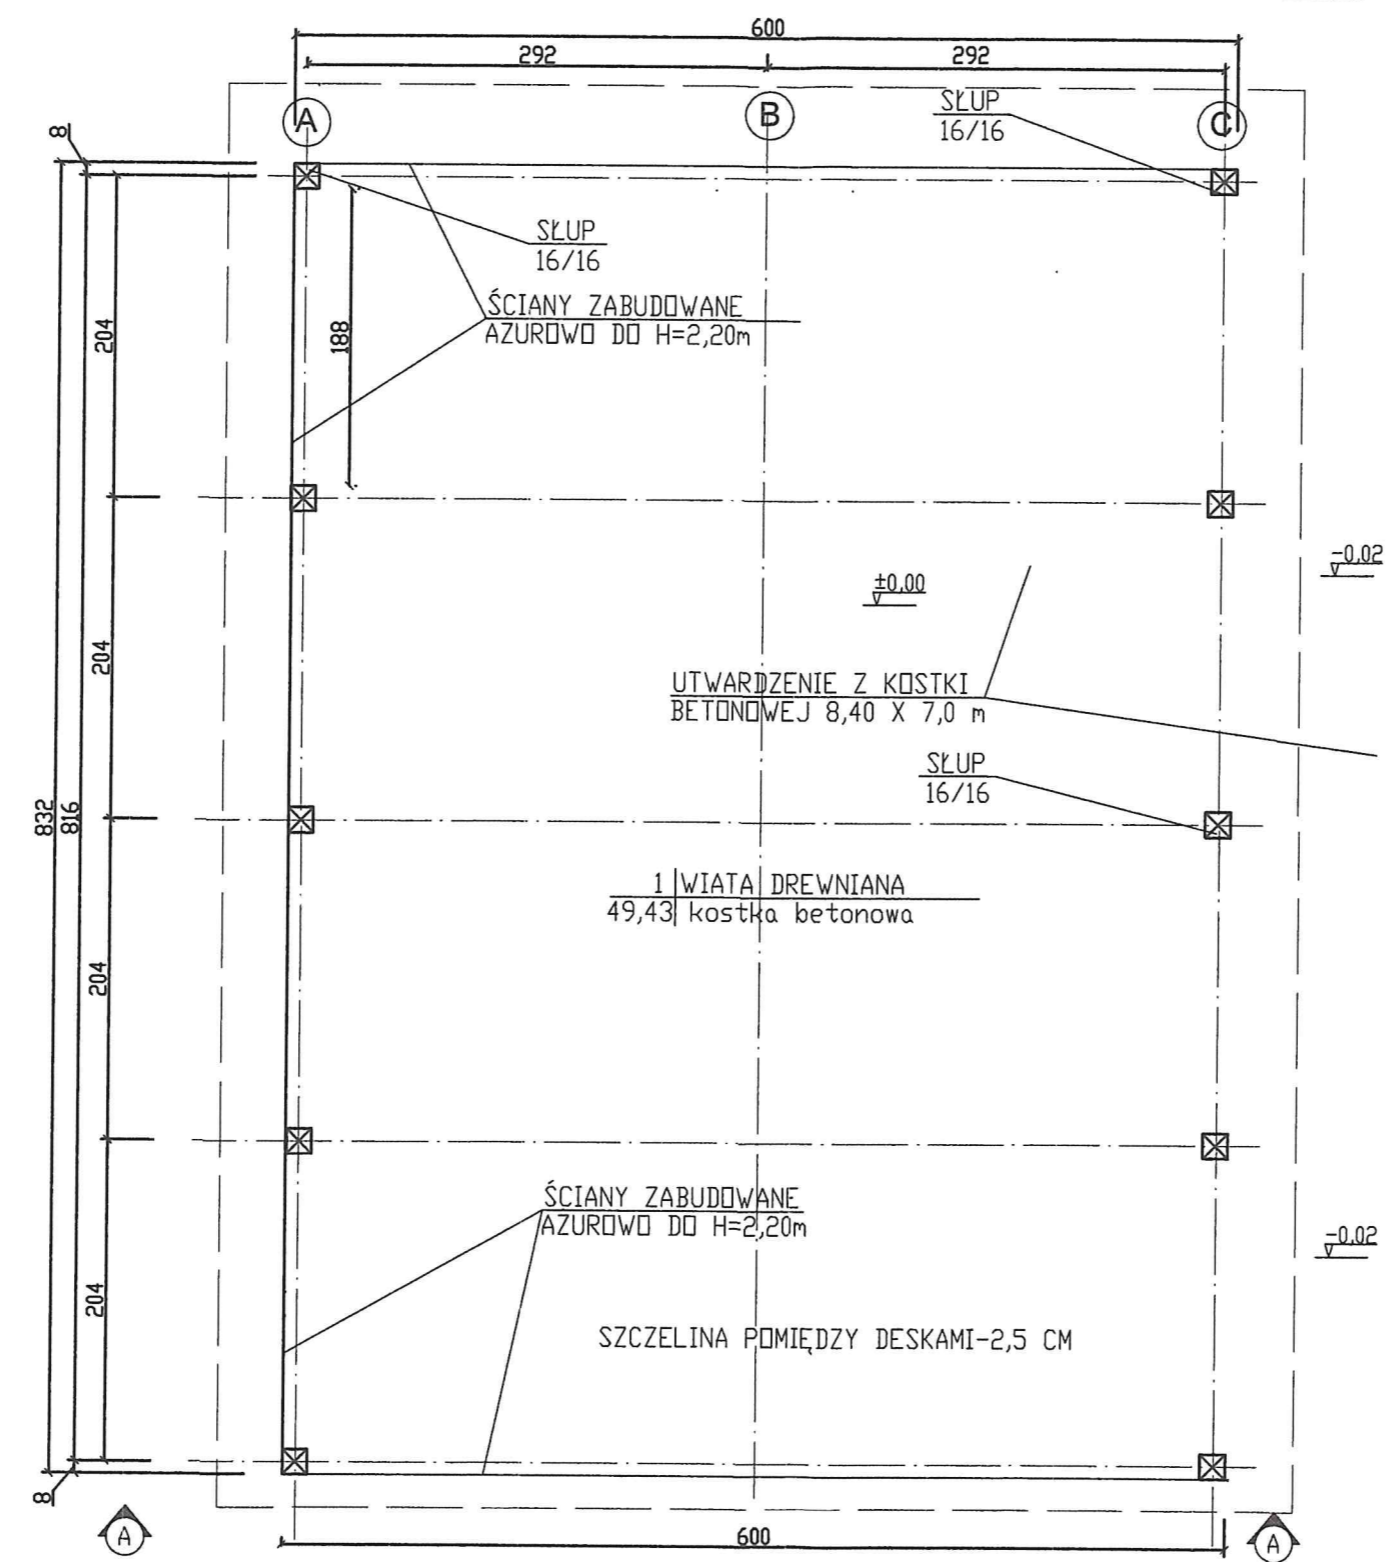 600
292
292
A
B
C
SŁUP
16/16
8
SŁUP
16/16
ŚCIANY ZABUDOWANE
AZUROWO DO H=2,20m
204
188
-0,02
±0,00
204
UTWARDZENIE Z KOSTKI
BETONOWEJ 8,40 X 7,0 m
SŁUP
16/16
832
816
1 WIATA DREWNIANA
49,43 kostka betonowa
204
ŚCIANY ZABUDOWANE
AZUROWO DO H=2,20m
-0,02
204
SZCZELINA POMIĘDZY DESKAMI-2,5 CM
8
A
600
A